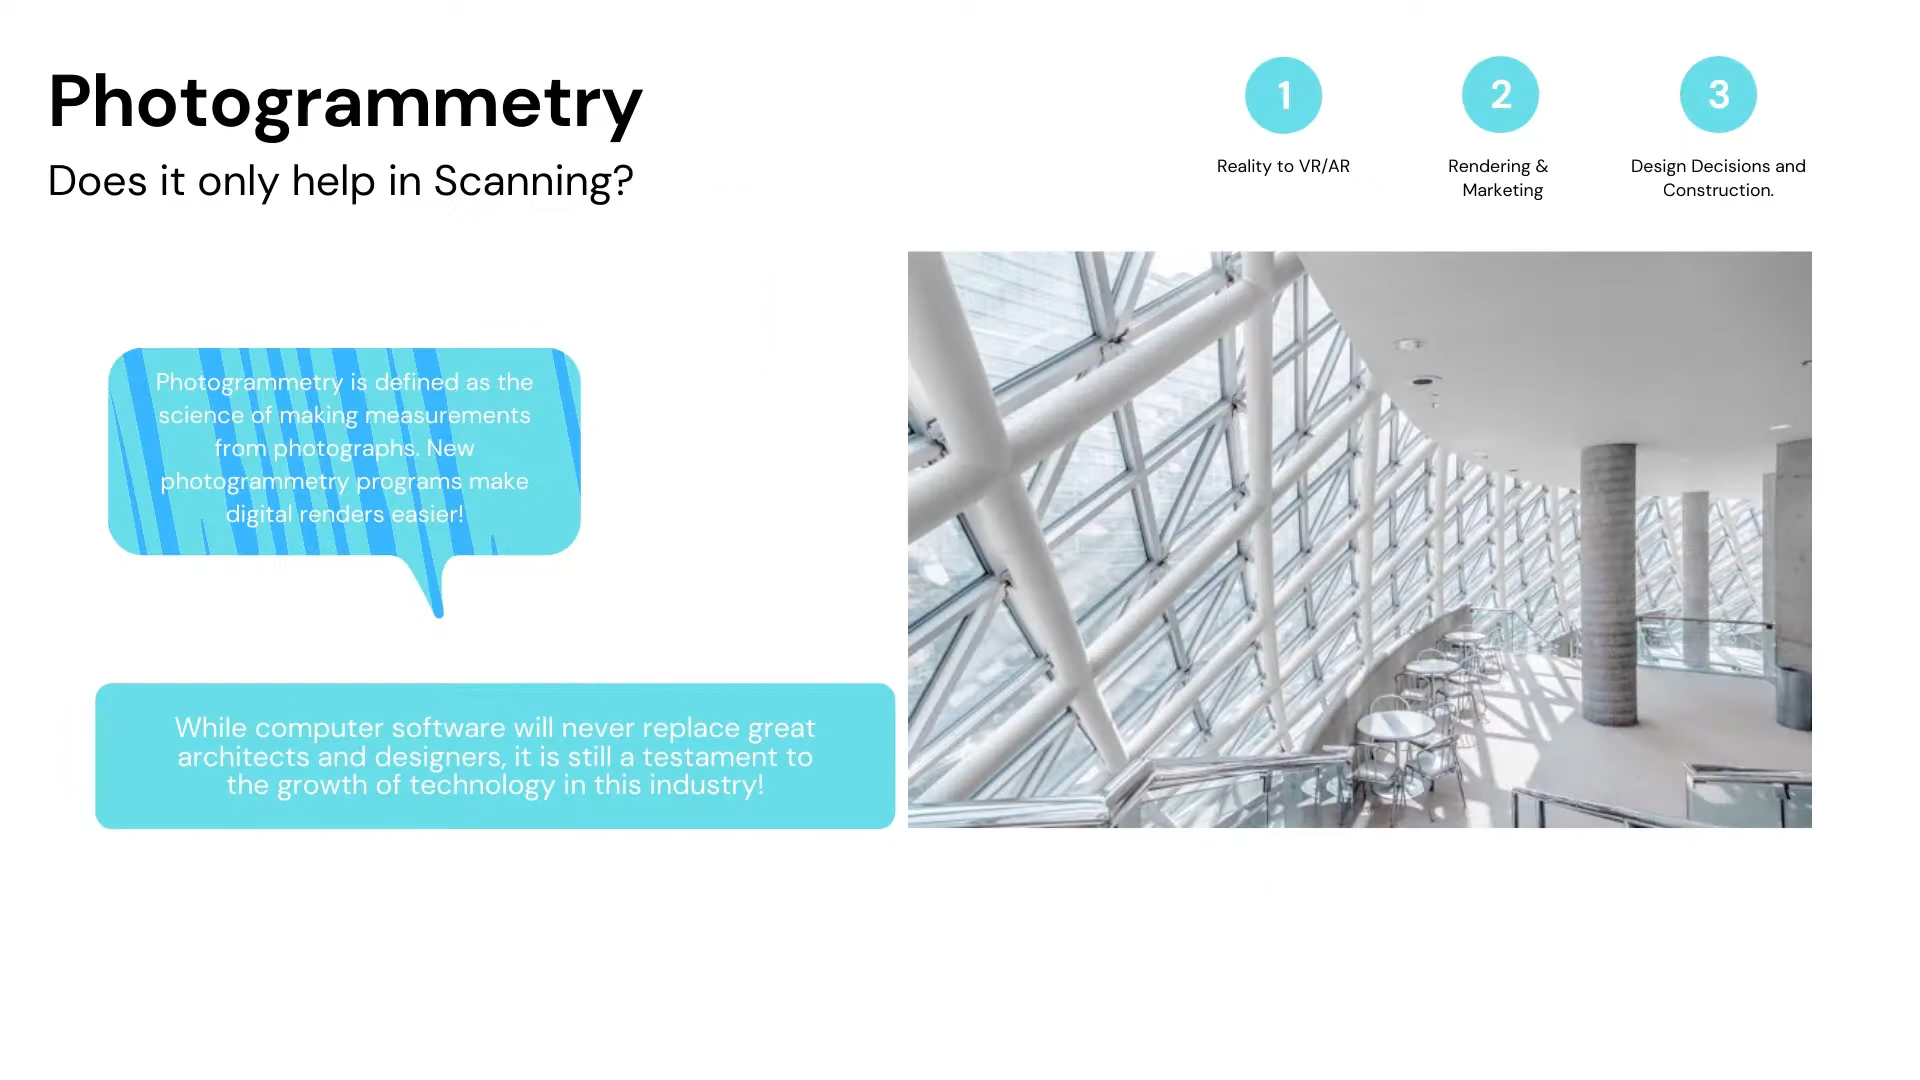 Photogrammetry
Does it only help in Scanning?
1
Reality to VR/AR
2
Rendering &
Marketing
3
Design Decisions and
Construction.
Photogrammetry is defined as the
science of making measurements
from photographs. New
photogrammetry programs make
digital renders easier!
While computer software will never replace great
architects and designers, it is still a testament to
the growth of technology in this industry!